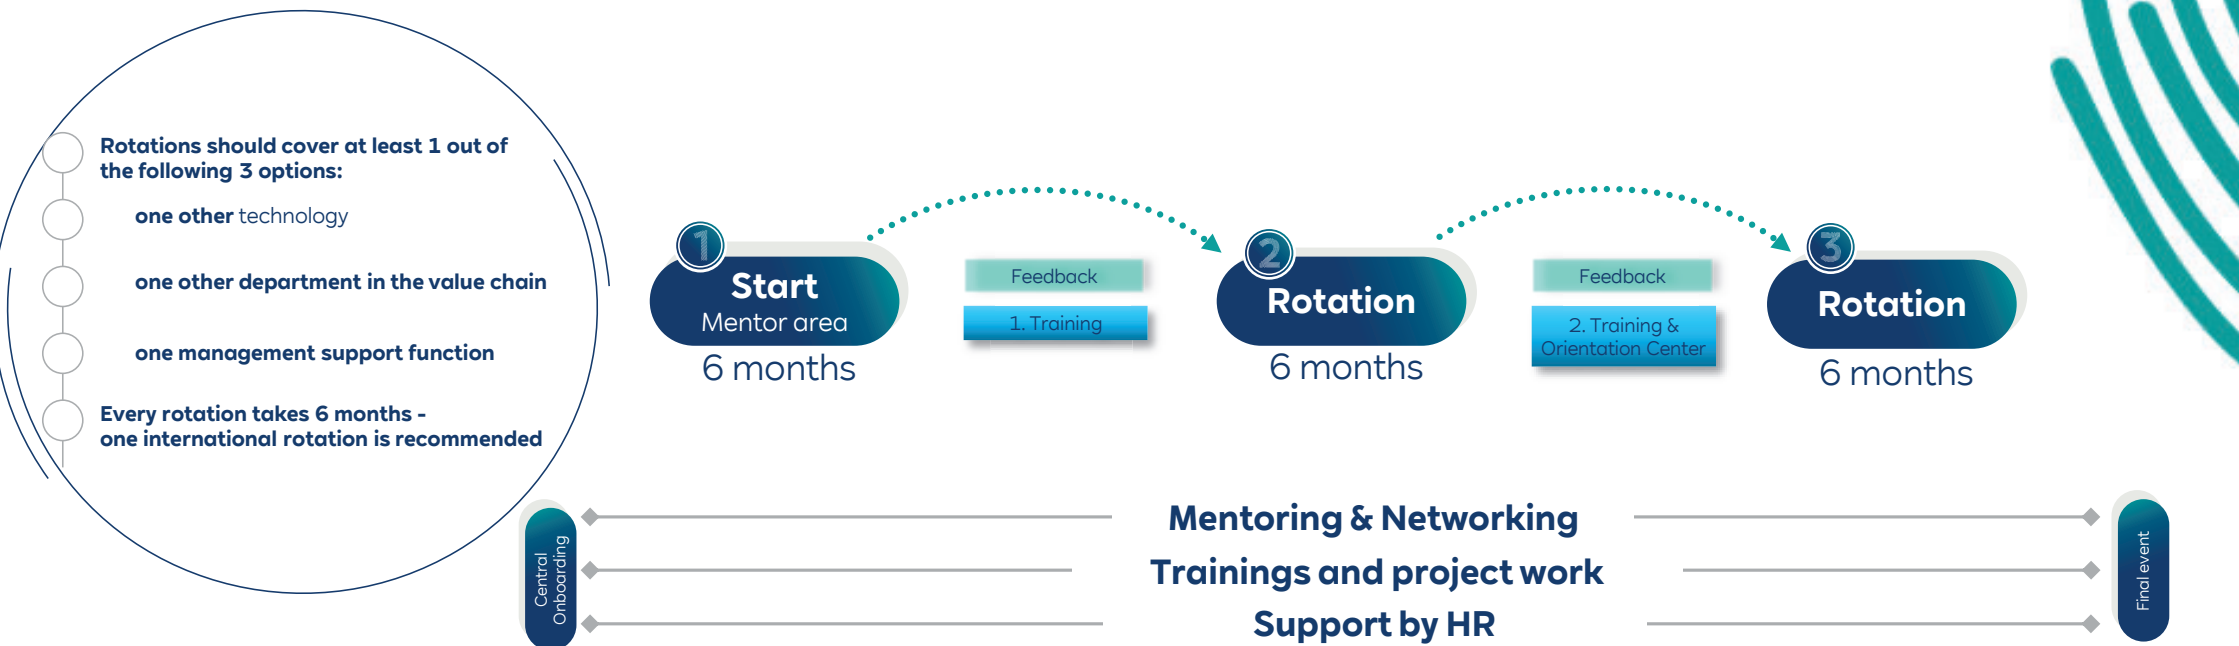 Rotations should cover at least 1 out of
the following 3 options:
one other technology
one other department in the value chain
one management support function
Every rotation takes 6 months -
one international rotation is recommended
1
Start
Mentor area
6 months
Feedback
1. Training
2
Rotation
6 months
Feedback
2. Training &
Orientation Center
3
Rotation
6 months
Central
Onboarding
Mentoring & Networking
Trainings and project work
Support by HR
Final event